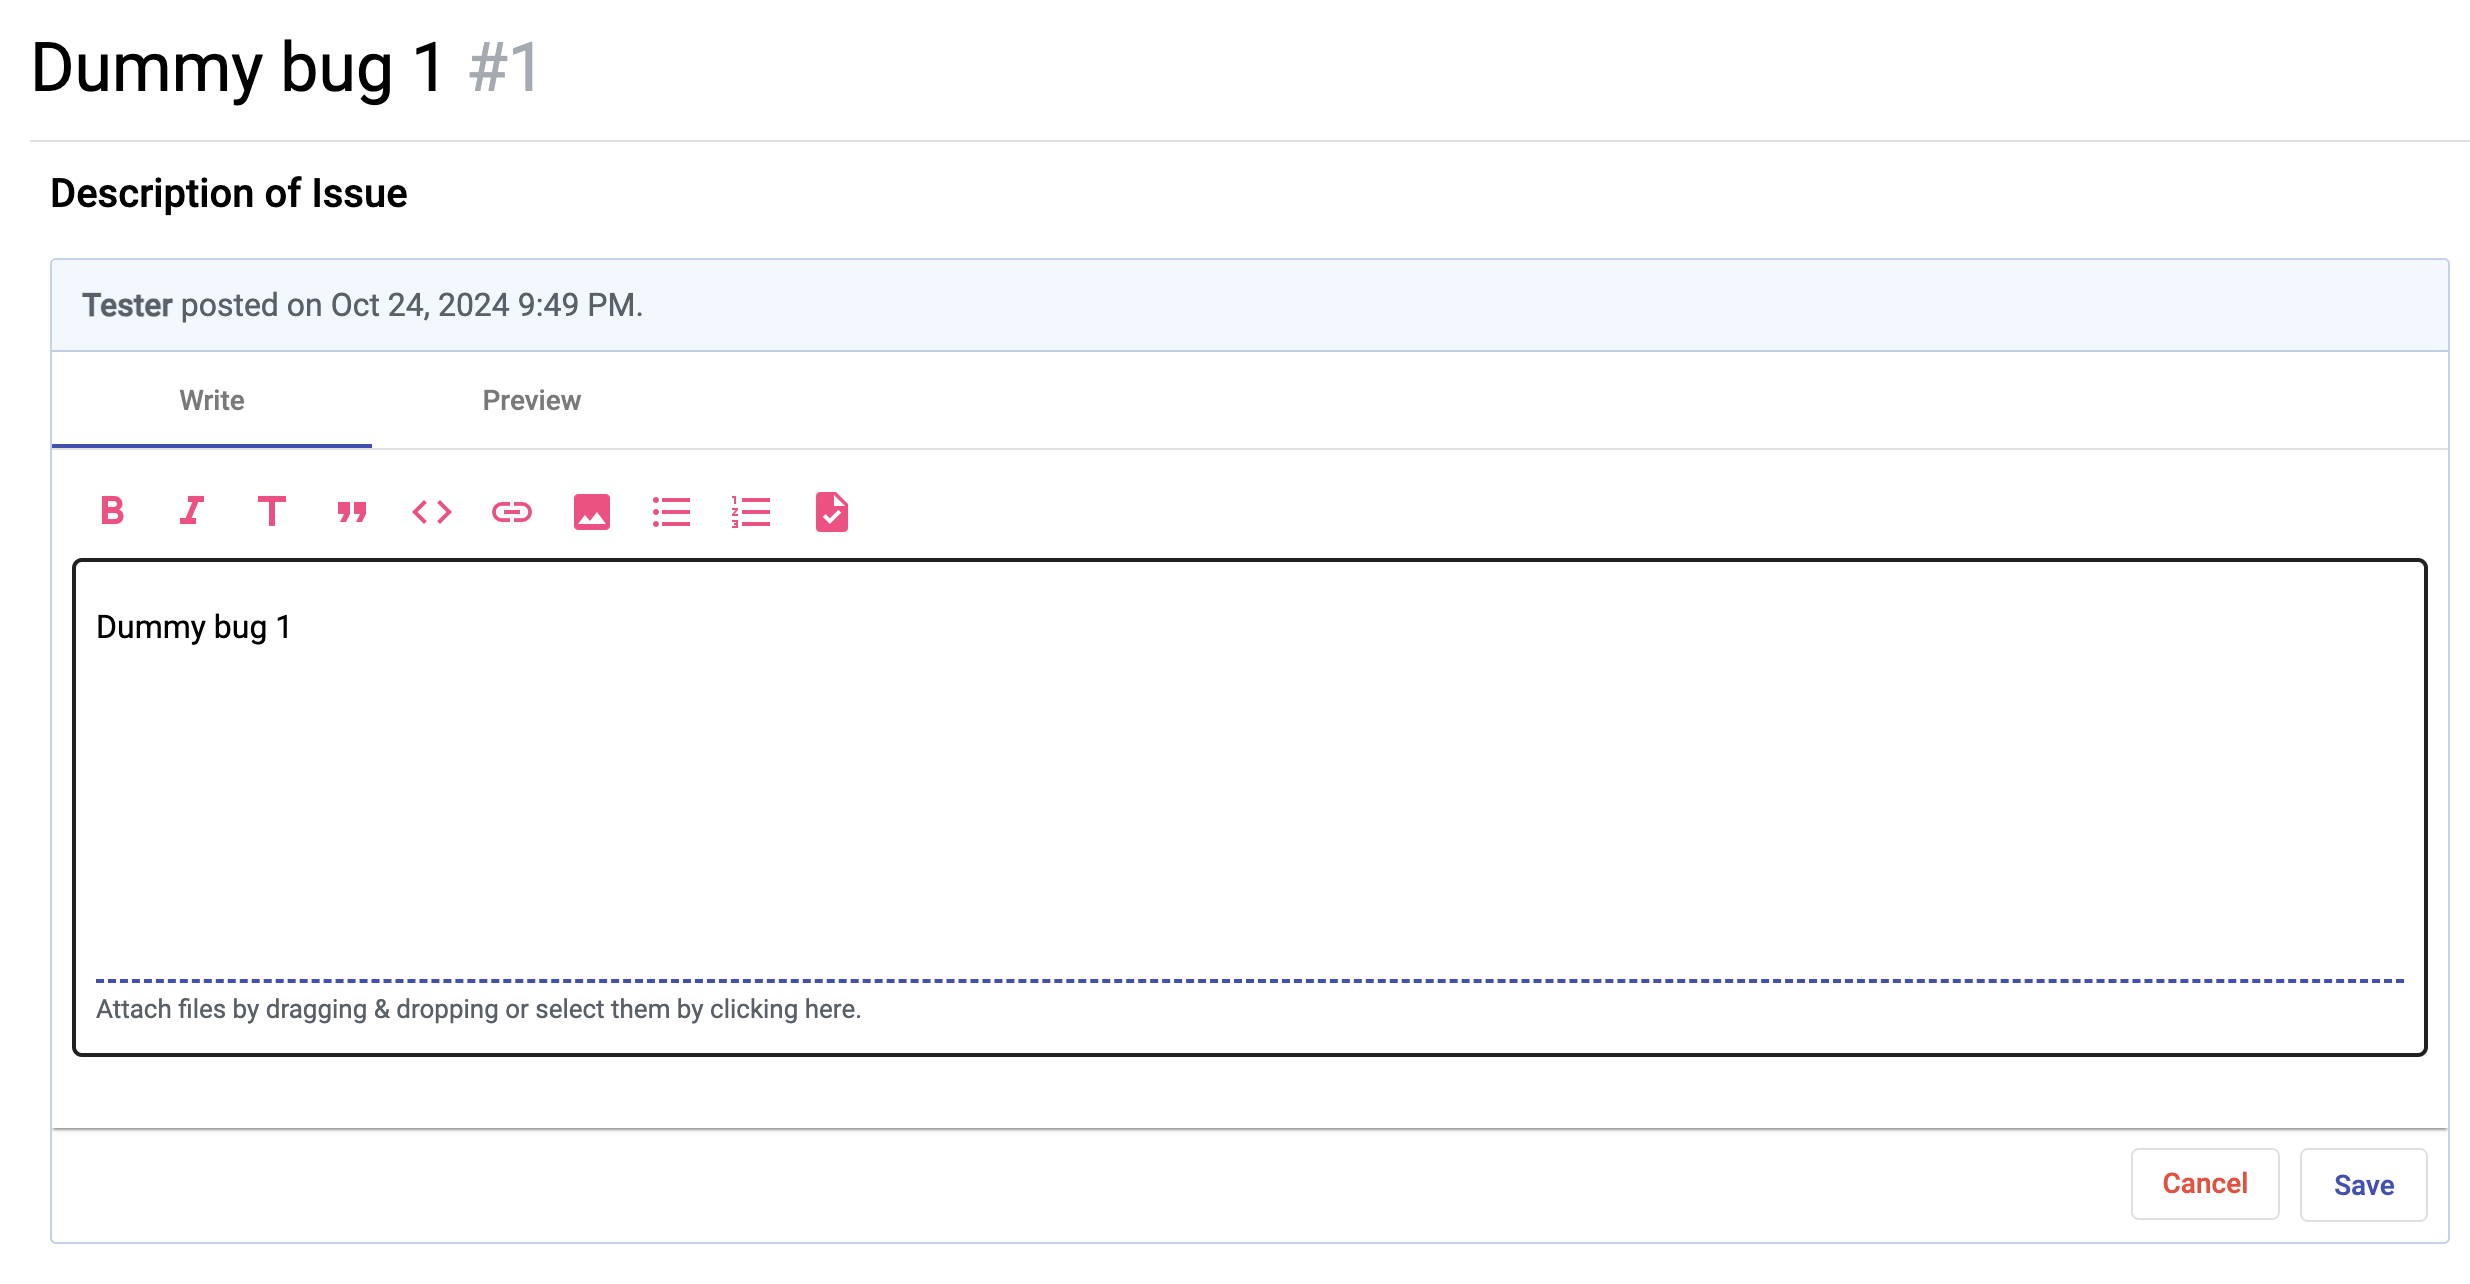 Dummy bug 1 #1
Description of Issue
Tester posted on Oct 24, 2024 9:49 PM.
Write Preview
Dummy bug 1
Attach files by dragging & dropping or select them by clicking here.
Cancel Save